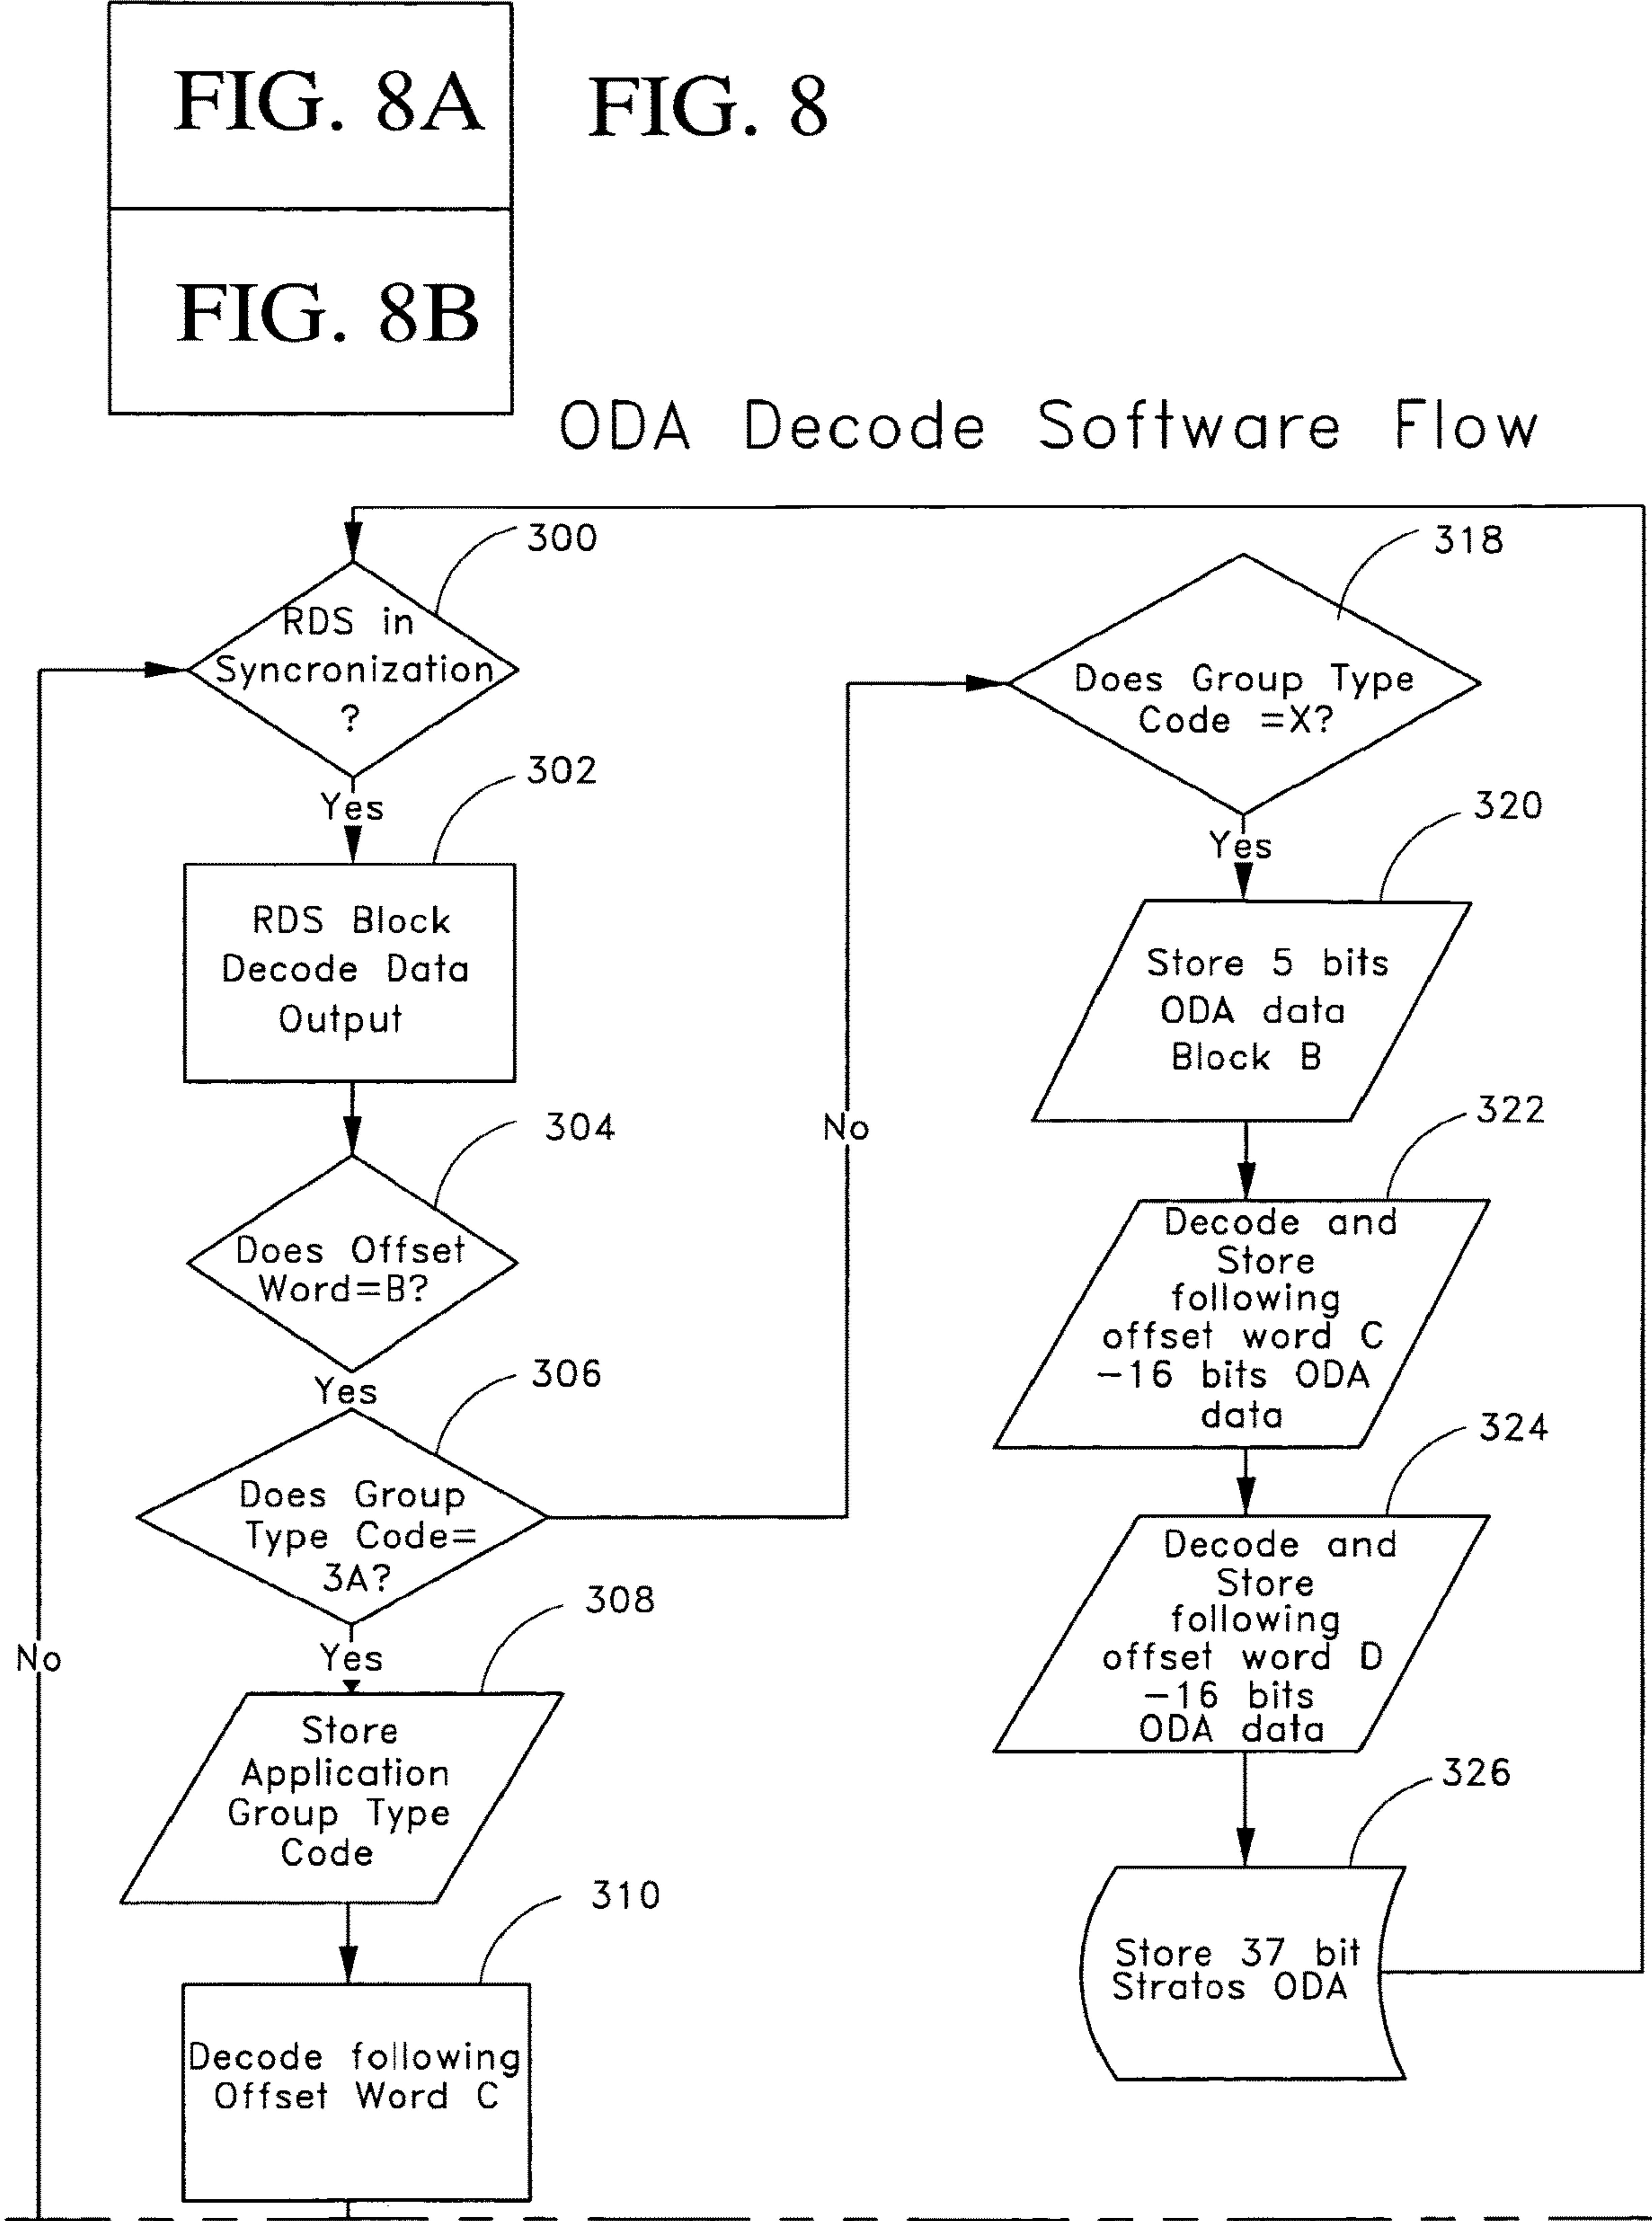 FIG. 8A
FIG. 8
FIG. 8B
ODA Decode Software Flow
300
RDS in
Syncronization
?
Yes
302
RDS Block
Decode Data
Output
304
Does Offset
Word=B?
Yes
306
Does Group
Type Code=
3A?
No
Yes
308
Store
Application
Group Type
Code
310
Decode following
Offset Word C
No
318
Does Group Type
Code =X?
Yes
320
Store 5 bits
ODA data
Block B
322
Decode and
Store
following
offset word C
-16 bits ODA
data
324
Decode and
Store
following
offset word D
-16 bits
ODA data
326
Store 37 bit
Stratos ODA